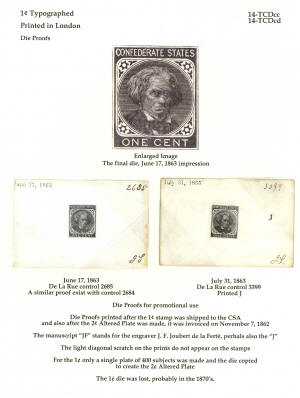 1¢ Typographed
14-TCDcc
14-TCDcd
Printed in London
Die Proofs
CONFEDERATE STATES
ONE CENT
Enlarged Image
The final die, June 17, 1863 impression
June 17, 1863
2685
JF
July 31, 1863
3399
J
JF
June 17, 1863
De La Rue control 2685
A similar proof exist with control 2684
July 31, 1863
De La Rue control 3399
Printed J
Die Proofs for promotional use
Die Proofs printed after the 1¢ stamp was shipped to the CSA
and also after the 2¢ Altered Plate was made, it was invoiced on November 7, 1862
The manuscript "JF" stands for the engraver J. F. Joubert de la Ferté, perhals also the "J"
The light diagonal scratch on the prints do not appear on the stamps
For the 1¢ only a single plate of 400 subjects was made and the die copied
to create the 2¢ Altered Plate
The 1¢ die was lost, probably in the 1870's.